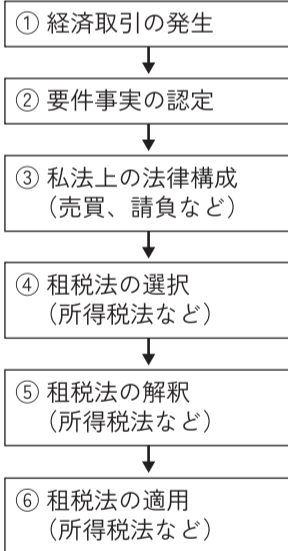 ① 経済取引の発生
② 要件事実の認定
③ 私法上の法律構成
（売買、請負など）
④ 租税法の選択
（所得税法など）
⑤ 租税法の解釈
（所得税法など）
⑥ 租税法の適用
（所得税法など）